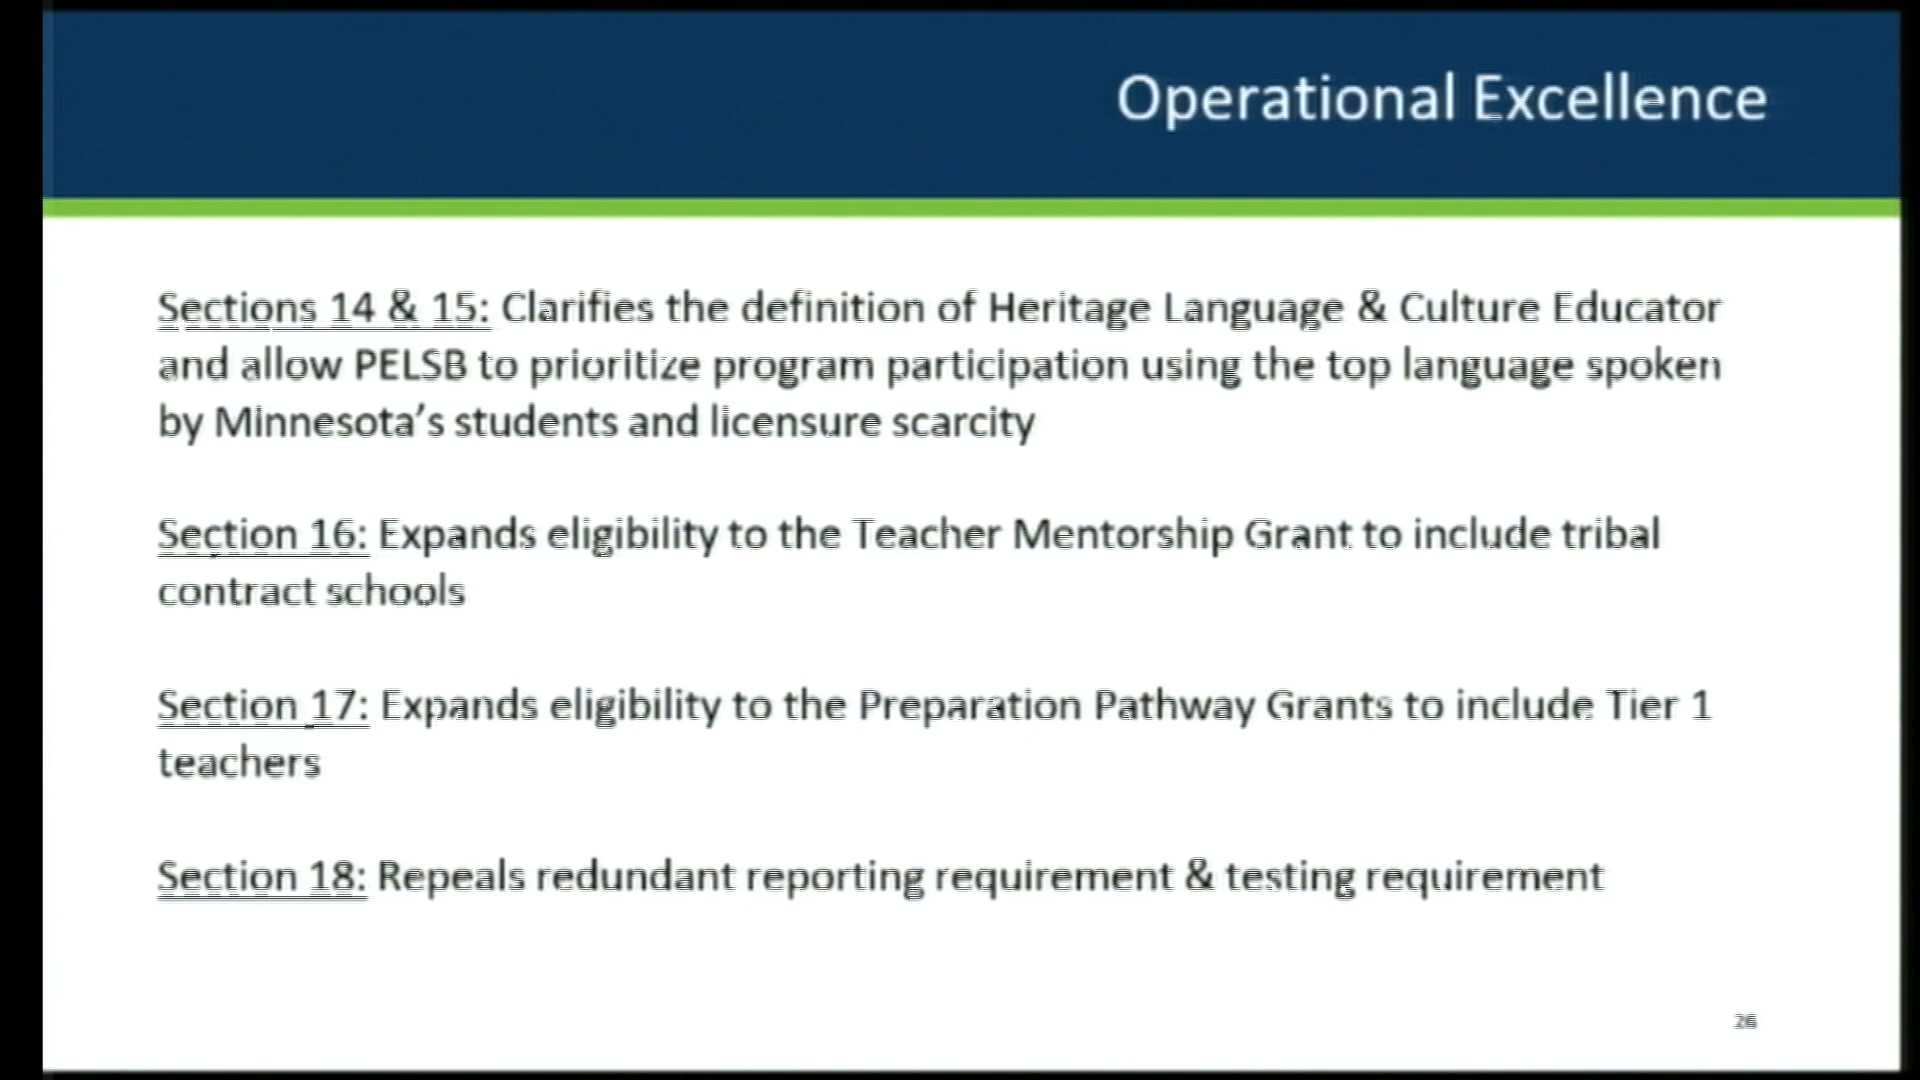 Operational Excellence
Sections 14 & 15: Clarifies the definition of Heritage Language & Culture Educator
and allow PELSB to prioritize program participation using the top language spoken
by Minnesota's students and licensure scarcity
Section 16: Expands eligibility to the Teacher Mentorship Grant to include tribal
contract schools
Section 17: Expands eligibility to the Preparation Pathway Grants to include Tier 1
teachers
Section 18: Repeals redundant reporting requirement & testing requirement
26